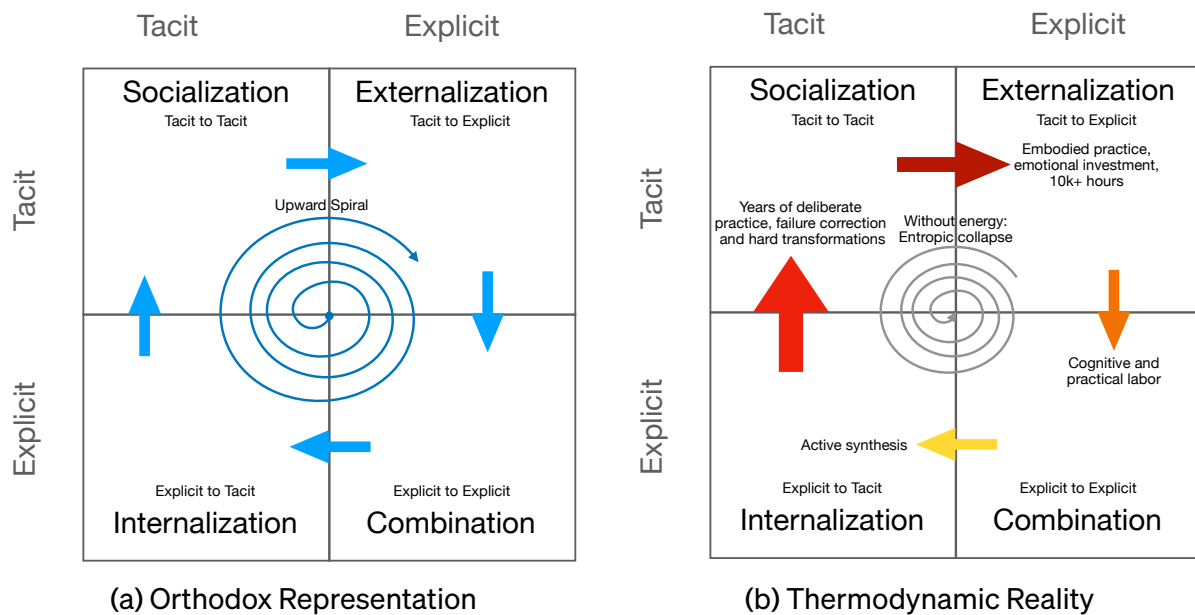 Tacit
Explicit
Tacit
Explicit
Socialization
Tacit to Tacit
Externalization
Tacit to Explicit
Upward Spiral
Explicit to Tacit
Internalization
Explicit to Explicit
Combination
(a) Orthodox Representation
Tacit
Explicit
Tacit
Explicit
Socialization
Tacit to Tacit
Externalization
Tacit to Explicit
Embodied practice,
emotional investment,
10k+ hours
Years of deliberate
practice, failure correction
and hard transformations
Without energy:
Entropic collapse
Cognitive and
practical labor
Active synthesis
Explicit to Tacit
Internalization
Explicit to Explicit
Combination
(b) Thermodynamic Reality